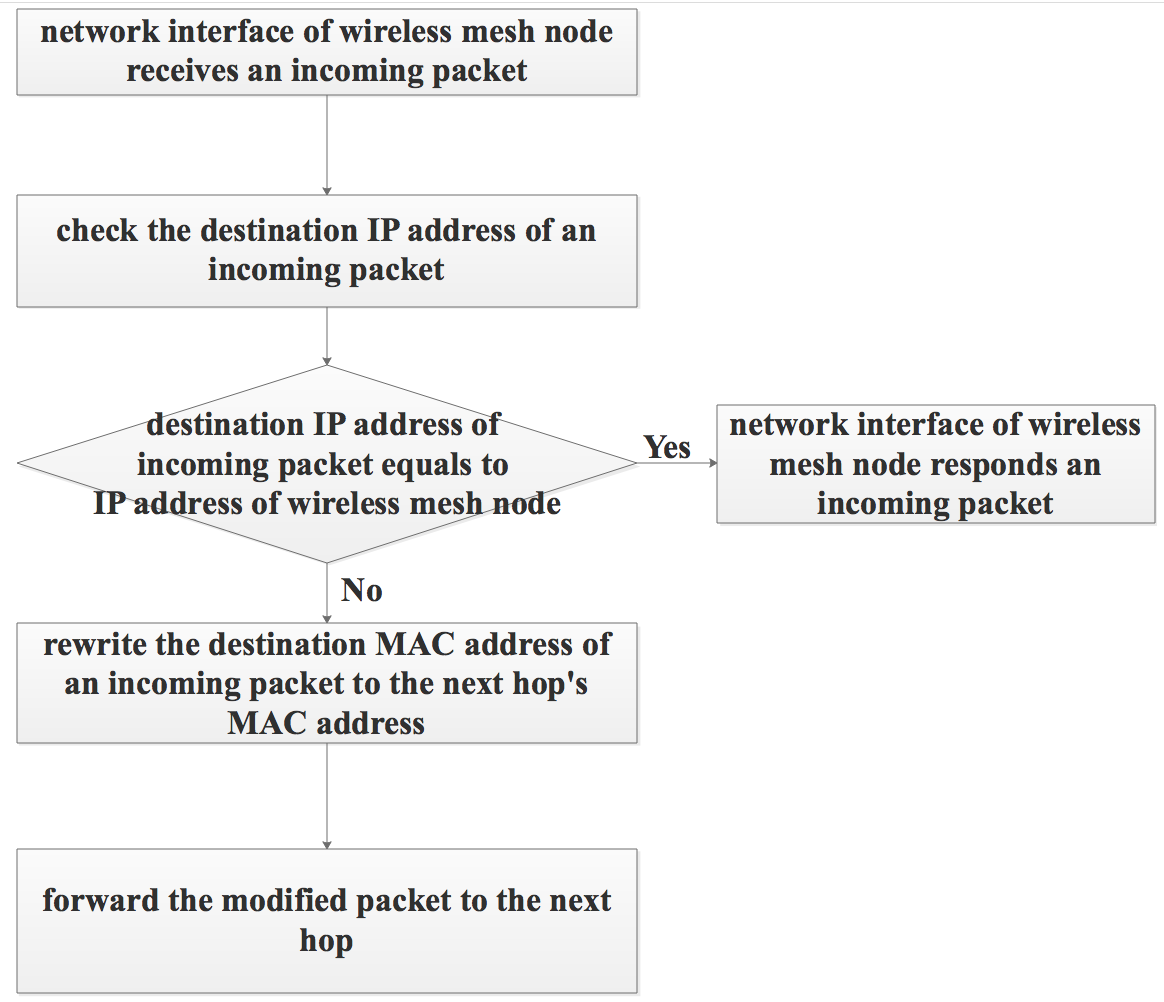 network interface of wireless mesh node
receives an incoming packet
check the destination IP address of an
incoming packet
destination IP address of
incoming packet equals to
IP address of wireless mesh node
Yes
network interface of wireless
mesh node responds an
incoming packet
No
rewrite the destination MAC address of
an incoming packet to the next hop's
MAC address
forward the modified packet to the next
hop